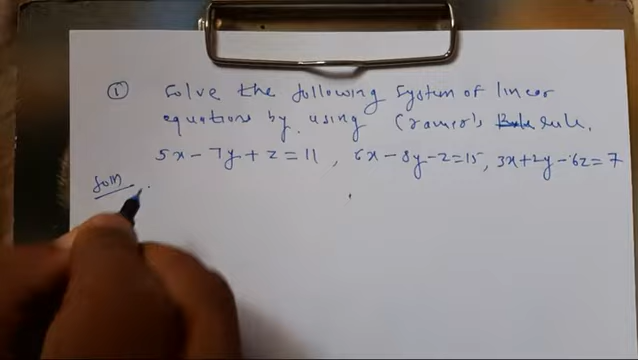 ① Solve the following system of linear
equations by using Cramer's rule.
5x - 7y + z = 11, 6x - 8y - z = 15, 3x + 2y - 6z = 7
Soln